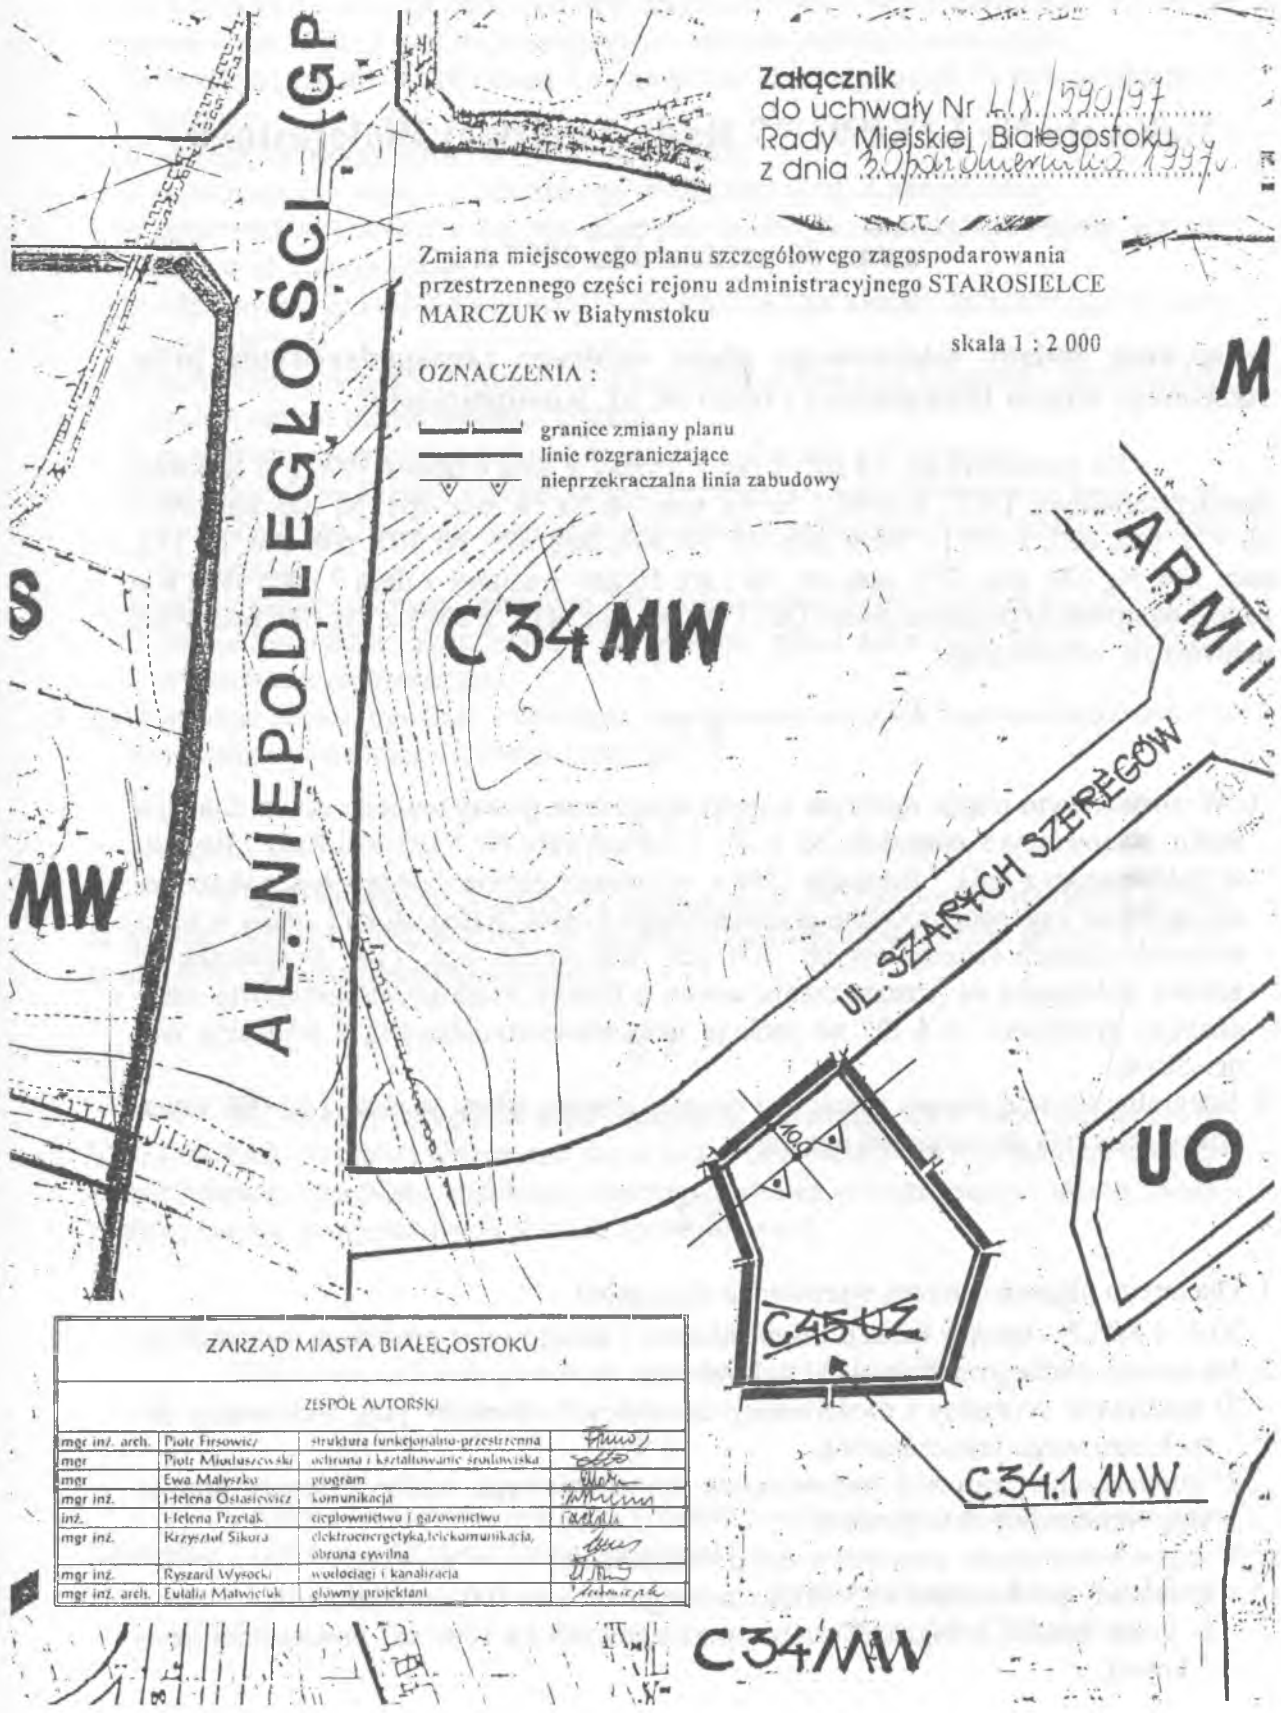 Załącznik
do uchwały Nr LIX/590/97
Rady Miejskiej Białegostoku
z dnia 30 października 1997r.
Zmiana miejscowego planu szczegółowego zagospodarowania
przestrzennego części rejonu administracyjnego STAROSIELCE
MARCZUK w Białymstoku
skala 1 : 2 000
OZNACZENIA :
granice zmiany planu
linie rozgraniczające
nieprzekraczalna linia zabudowy
AL. NIEPODLEGŁOŚCI (GP
M
ARMII
S
C 34 MW
MW
UL. SZARYCH SZEREGÓW
10,0
UO
C45 UZ
C34.1 MW
C34 MW
ZARZĄD MIASTA BIAŁEGOSTOKU
ZESPÓŁ AUTORSKI
mgr inż. arch. Piotr Firsowicz struktura funkcjonalno-przestrzenna
mgr Piotr Mioduszewski ochrona i kształtowanie środowiska
mgr Ewa Małyszko program
mgr inż. Helena Ostasiewicz komunikacja
inż. Helena Przelak ciepłownictwo i gazownictwo
mgr inż. Krzysztof Sikora elektroenergetyka, telekomunikacja,
obrona cywilna
mgr inż. Ryszard Wysocki wodociągi i kanalizacja
mgr inż. arch. Eulalia Matwiejuk główny projektant